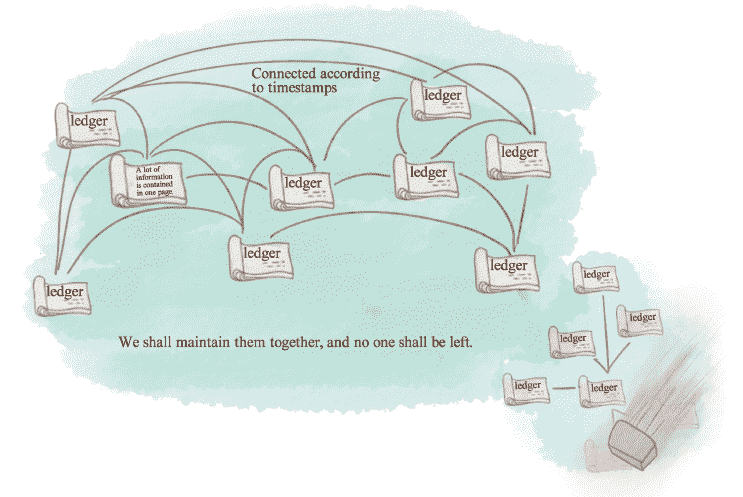 Connected according
to timestamps
ledger
ledger
ledger
A lot of
information
is contained
in one page.
ledger
ledger
ledger
ledger
ledger
We shall maintain them together, and no one shall be left.
ledger
ledger
ledger
ledger
ledger